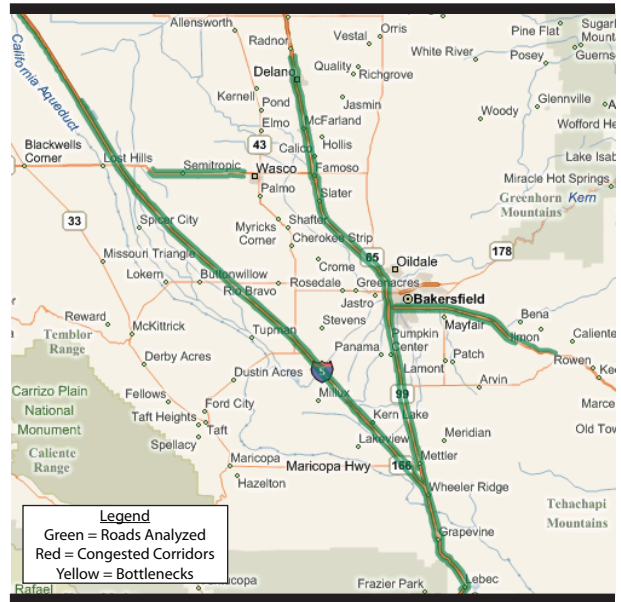 Allensworth
Orris
Pine Flat
Sugar
Mount
Radnor
Vestal
White River
Posey
Guerns
California Aqueduct
Delano
Quality
Richgrove
Kernell
Pond
Jasmin
Woody
Glennville
Elmo
McFarland
Wofford He
43
Calico
Hollis
Blackwells
Corner
Lost Hills
Semitropic
Wasco
Famoso
Lake Isab
Miracle Hot Springs
Palmo
Slater
Greenhorn
Mountains
Kern
33
Spicer City
Myricks
Corner
Shafter
Cherokee Strip
178
Missouri Triangle
65
Oildale
Crome
Lokern
Buttonwillow
Rio Bravo
Rosedale
Greenacres
Jastro
Bakersfield
Reward
McKittrick
Stevens
Mayfair
Bena
Temblor
Range
Tupman
Pumpkin
Center
Ilmon
Caliente
Derby Acres
Panama
Patch
Rowen
Carrizo Plain
National
Monument
Dustin Acres
5
Lamont
Ke
Fellows
Millux
99
Arvin
Marce
Taft Heights
Ford City
Taft
Kern Lake
Old Tow
Spellacy
Lakeview
Meridian
Caliente
Range
Maricopa
Maricopa Hwy
166
Mettler
Hazelton
Wheeler Ridge
Tehachapi
Mountains
Legend
Green = Roads Analyzed
Red = Congested Corridors
Yellow = Bottlenecks
Grapevine
Rafael
Frazier Park
Lebec